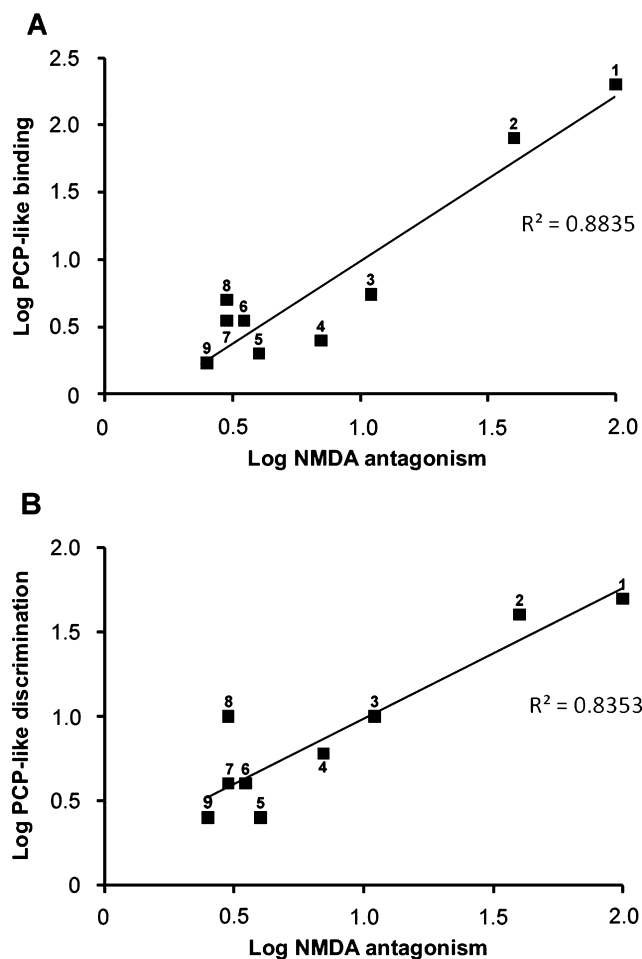 A
2.5
2.0
1.5
1.0
0.5
0
Log PCP-like binding
1
2
3
4
5
6
7
8
9
R² = 0.8835
0 0.5 1.0 1.5 2.0
Log NMDA antagonism
B
2.0
1.5
1.0
0.5
0
Log PCP-like discrimination
1
2
3
4
5
6
7
8
9
R² = 0.8353
0 0.5 1.0 1.5 2.0
Log NMDA antagonism